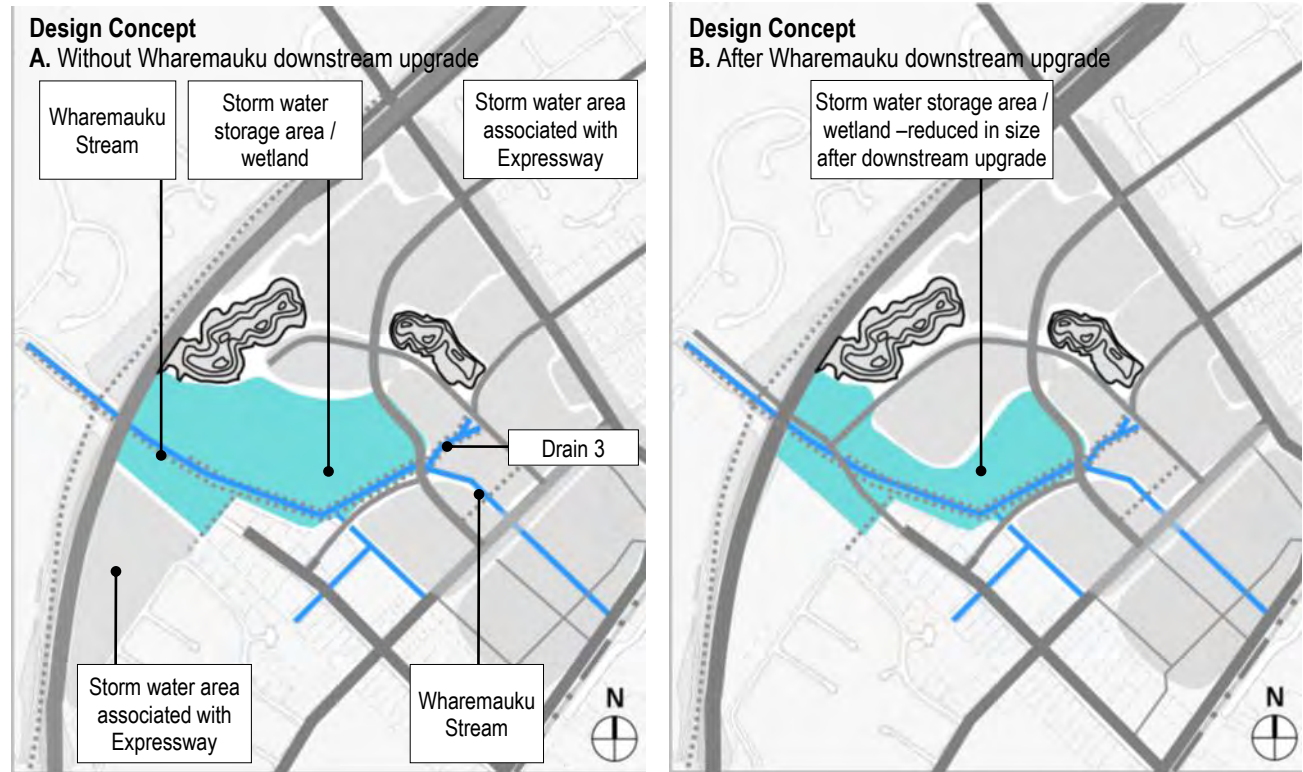 Design Concept
A. Without Wharemauku downstream upgrade
Wharemauku
Stream
Storm water
storage area /
wetland
Storm water area
associated with
Expressway
Drain 3
Storm water area
associated with
Expressway
Wharemauku
Stream
N
Design Concept
B. After Wharemauku downstream upgrade
Storm water storage area /
wetland –reduced in size
after downstream upgrade
N